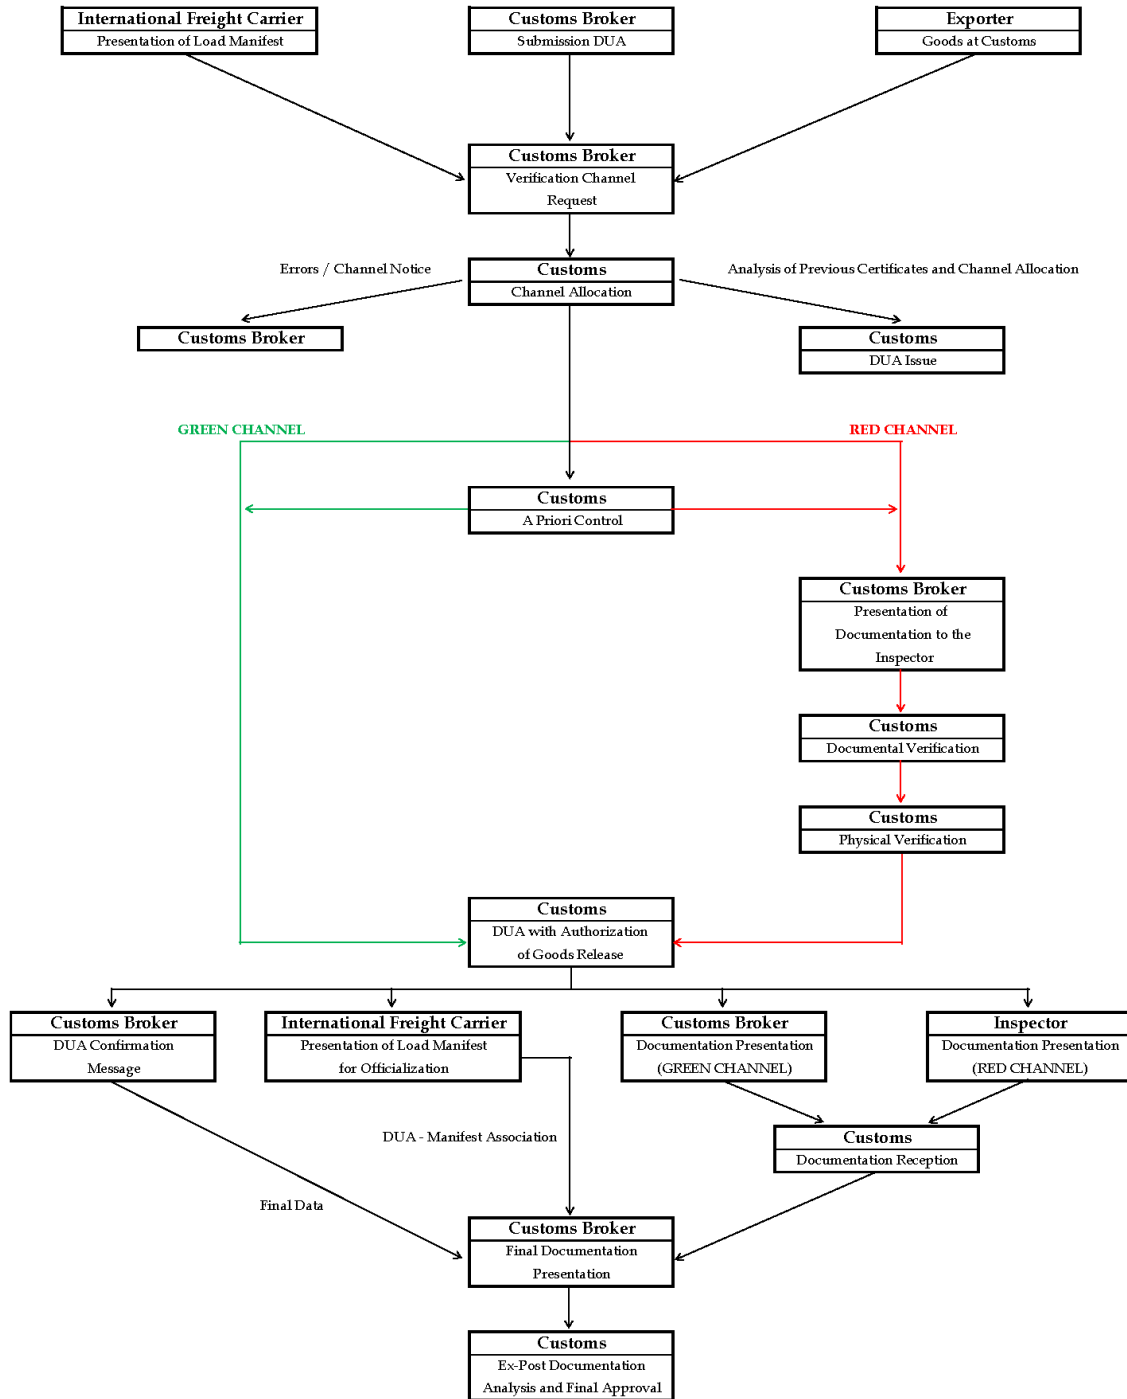 International Freight Carrier
Presentation of Load Manifest
Customs Broker
Submission DUA
Exporter
Goods at Customs
Customs Broker
Verification Channel
Request
Errors / Channel Notice
Customs
Channel Allocation
Analysis of Previous Certificates and Channel Allocation
Customs Broker
Customs
DUA Issue
GREEN CHANNEL
RED CHANNEL
Customs
A Priori Control
Customs Broker
Presentation of
Documentation to the
Inspector
Customs
Documental Verification
Customs
Physical Verification
Customs
DUA with Authorization
of Goods Release
Customs Broker
DUA Confirmation
Message
International Freight Carrier
Presentation of Load Manifest
for Officialization
Customs Broker
Documentation Presentation
(GREEN CHANNEL)
Inspector
Documentation Presentation
(RED CHANNEL)
DUA - Manifest Association
Customs
Documentation Reception
Final Data
Customs Broker
Final Documentation
Presentation
Customs
Ex-Post Documentation
Analysis and Final Approval